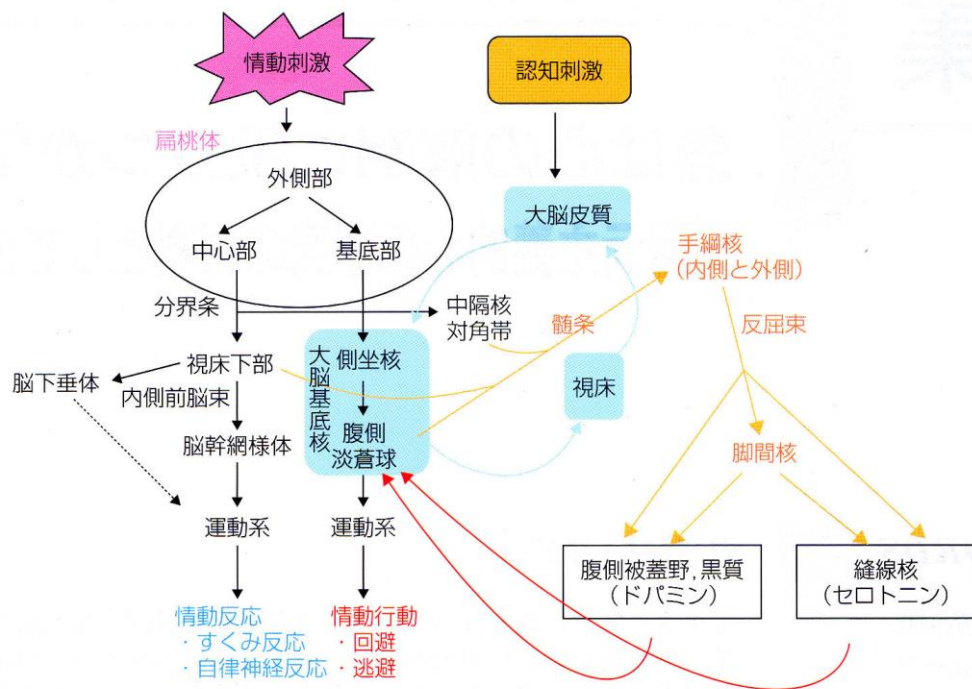 情動刺激
認知刺激
扁桃体
外側部
大脳皮質
中心部
基底部
手綱核
(内側と外側)
分界条
中隔核
対角帯
髄条
反屈束
視床下部
大脳基底核
側坐核
視床
脳下垂体
内側前脳束
脳幹網様体
腹側
淡蒼球
脚間核
運動系
運動系
腹側被蓋野,黒質
(ドパミン)
縫線核
(セロトニン)
情動反応
・すくみ反応
・自律神経反応
情動行動
・回避
・逃避